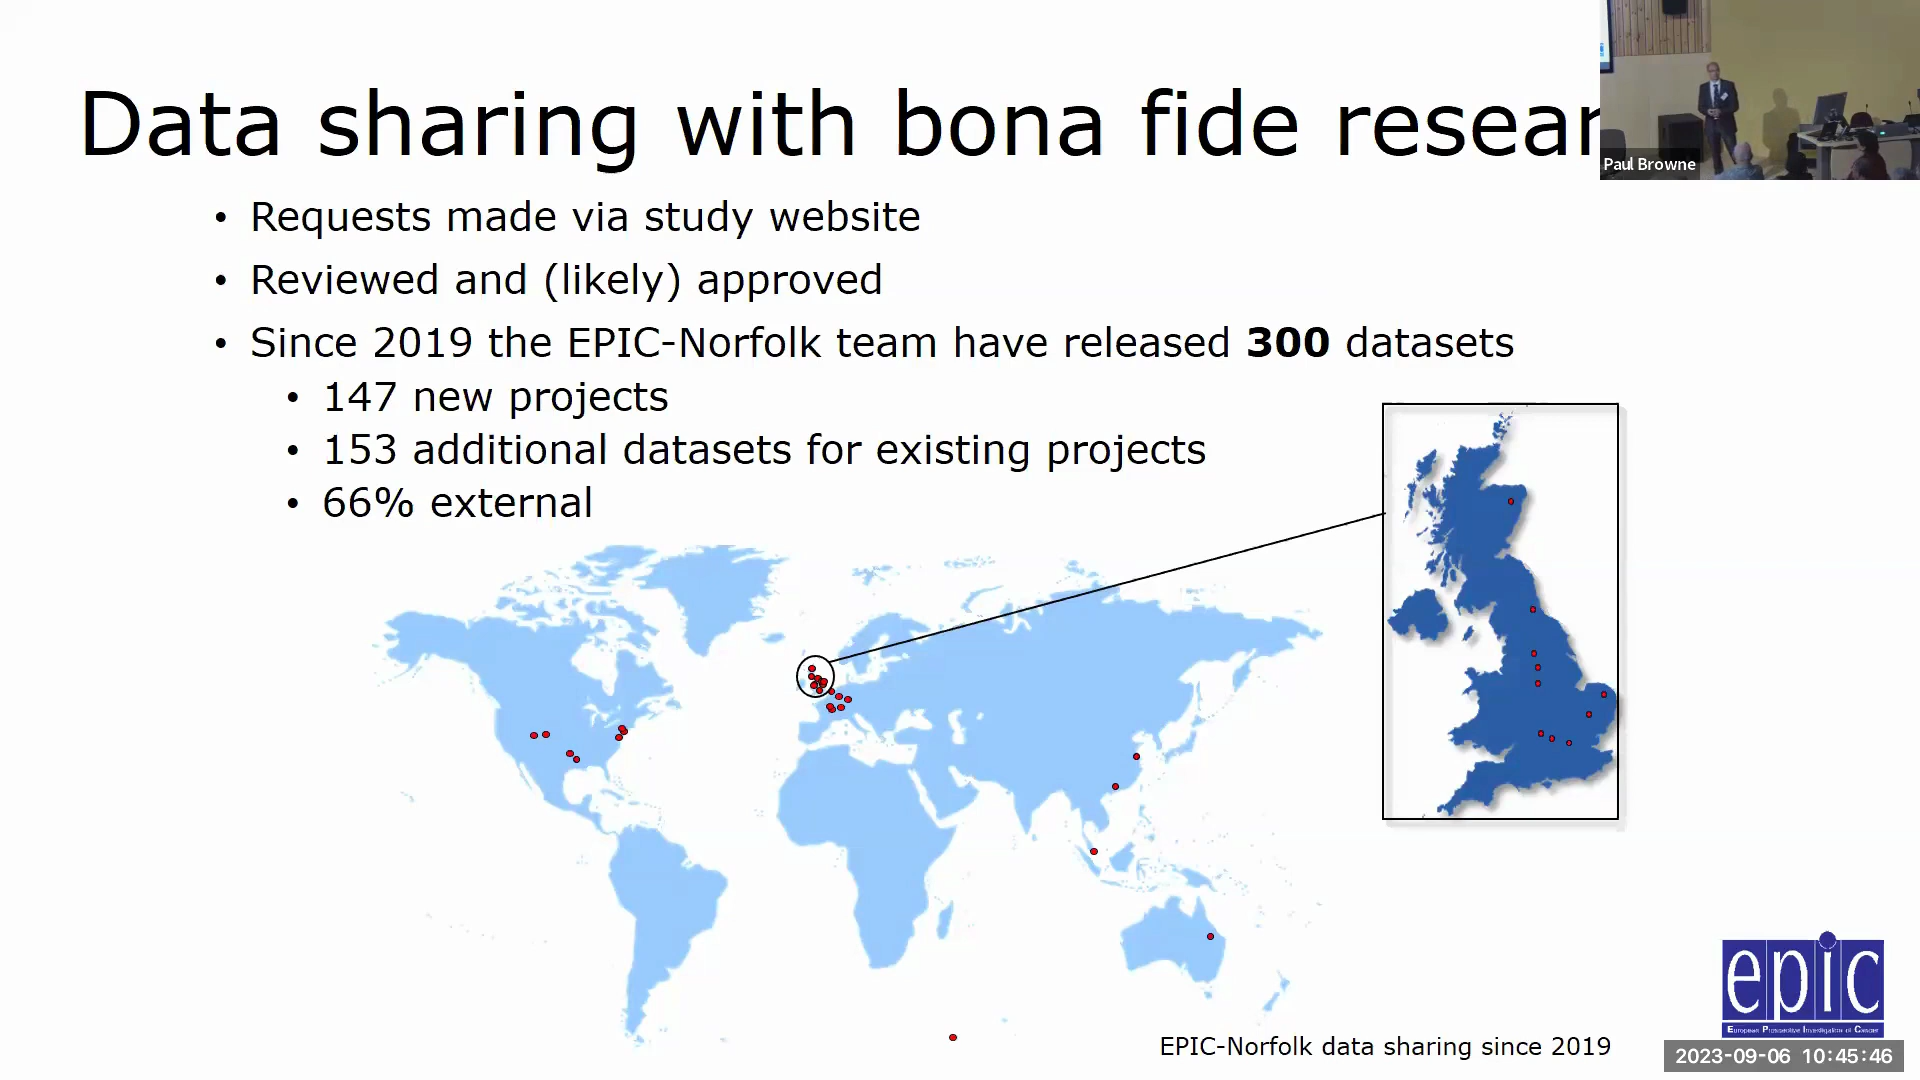 Data sharing with bona fide resear
Paul Browne
• Requests made via study website
• Reviewed and (likely) approved
• Since 2019 the EPIC-Norfolk team have released 300 datasets
• 147 new projects
• 153 additional datasets for existing projects
• 66% external
epic
European Prospective Investigation of Cancer
EPIC-Norfolk data sharing since 2019
2023-09-06 10:45:46